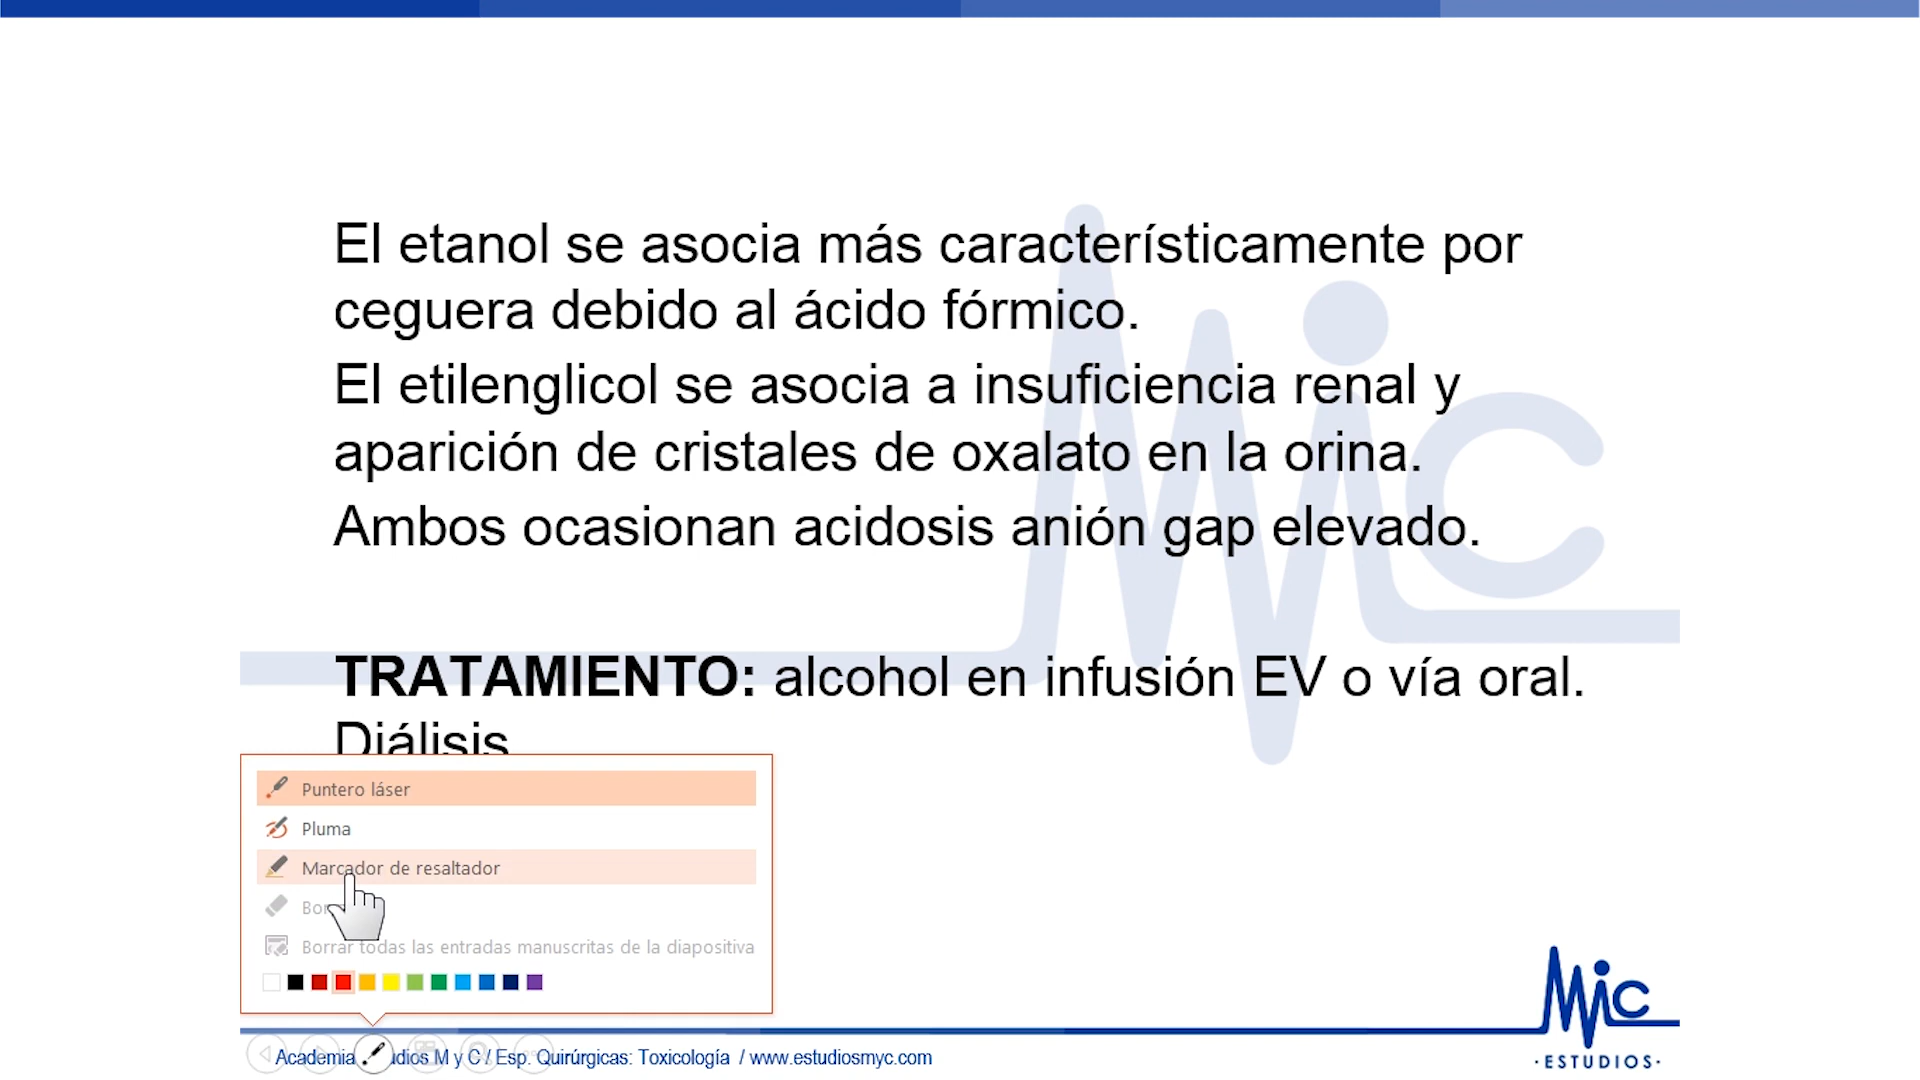 El etanol se asocia más característicamente por
ceguera debido al ácido fórmico.
El etilenglicol se asocia a insuficiencia renal y
aparición de cristales de oxalato en la orina.
Ambos ocasionan acidosis anión gap elevado.
TRATAMIENTO: alcohol en infusión EV o vía oral.
Diálisis
Puntero láser
Pluma
Marcador de resaltador
Borrar todas las entradas manuscritas de la diapositiva
Mic
·ESTUDIOS·
Academia M y C / Esp. Quirúrgicas: Toxicología / www.estudiosmyc.com